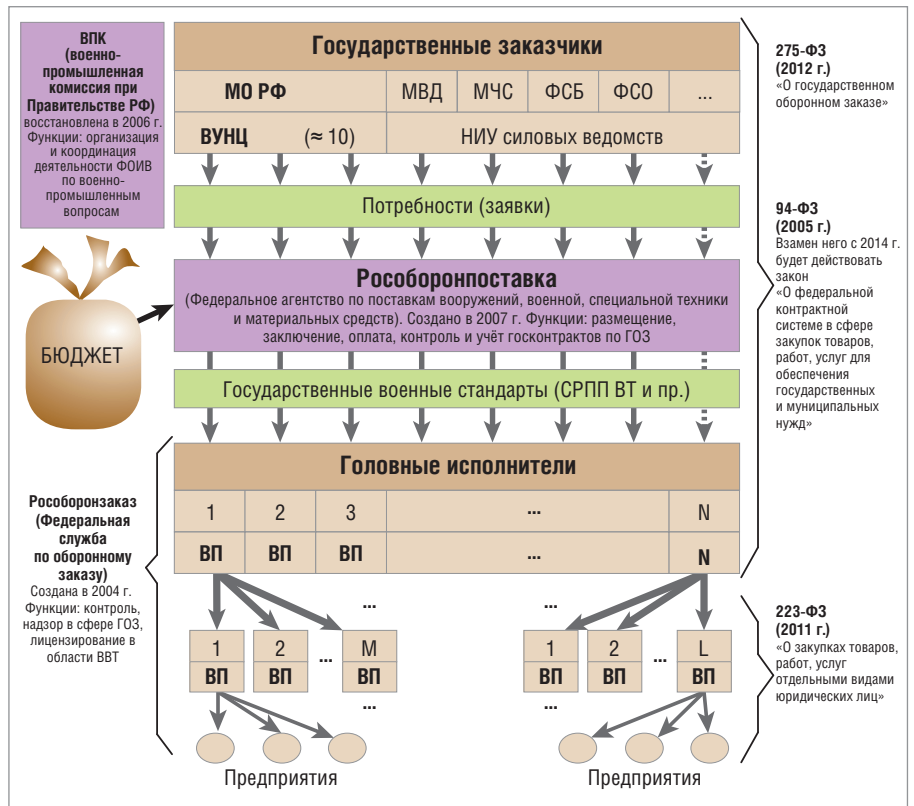 ВПК
(военно-
промышленная
комиссия при
Правительстве РФ)
восстановлена в 2006 г.
Функции: организация
и координация
деятельности ФОИВ
по военно-
промышленным
вопросам
Государственные заказчики
МО РФ МВД МЧС ФСБ ФСО ...
ВУНЦ (≈ 10) НИУ силовых ведомств
Потребности (заявки)
Рособоронпоставка
(Федеральное агентство по поставкам вооружений, военной, специальной техники
и материальных средств). Создано в 2007 г. Функции: размещение,
заключение, оплата, контроль и учёт госконтрактов по ГОЗ
БЮДЖЕТ
Государственные военные стандарты (СРПП ВТ и пр.)
Головные исполнители
1 2 3 ... N
ВП ВП ВП ... N
... ...
1 2 ... M 1 2 ... L
ВП ВП ВП ВП ВП ВП
... ...
Предприятия Предприятия
Рособоронзаказ
(Федеральная
служба
по оборонному
заказу)
Создана в 2004 г.
Функции: контроль,
надзор в сфере ГОЗ,
лицензирование в
области ВВТ
275-ФЗ
(2012 г.)
«О государственном
оборонном заказе»
94-ФЗ
(2005 г.)
Взамен него с 2014 г.
будет действовать
закон
«О федеральной
контрактной
системе в сфере
закупок товаров,
работ, услуг для
обеспечения
государственных
и муниципальных
нужд»
223-ФЗ
(2011 г.)
«О закупках товаров,
работ, услуг
отдельными видами
юридических лиц»